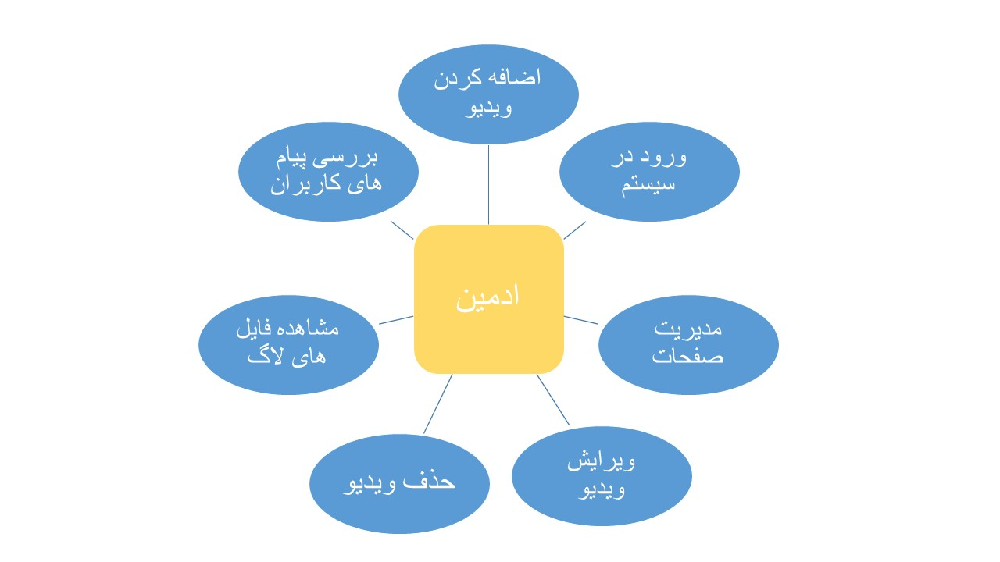 اضافه کردن
ویدیو
ورود در
سیستم
بررسی پیام
های کاربران
ادمین
مدیریت
صفحات
مشاهده فایل
های لاگ
ویرایش
ویدیو
حذف ویدیو